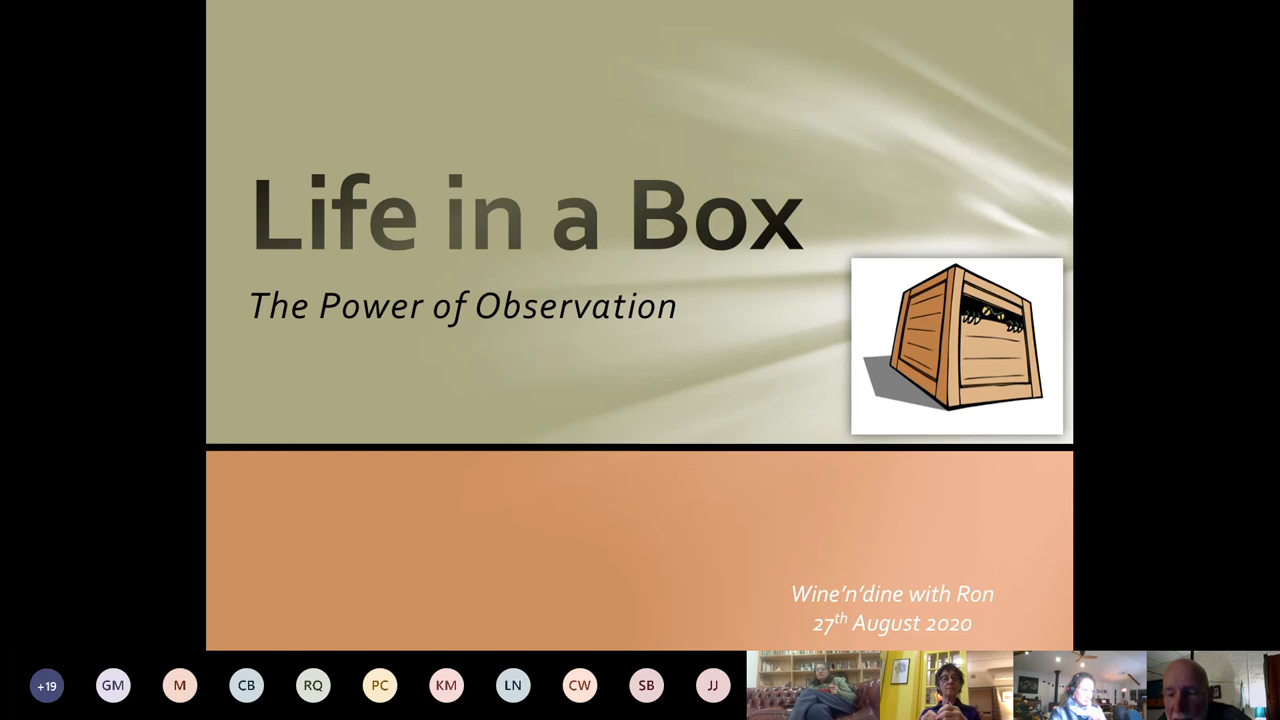 Life in a Box
The Power of Observation
Wine'n'dine with Ron
27th August 2020
+19 GM M CB RQ PC KM LN CW SB JJ